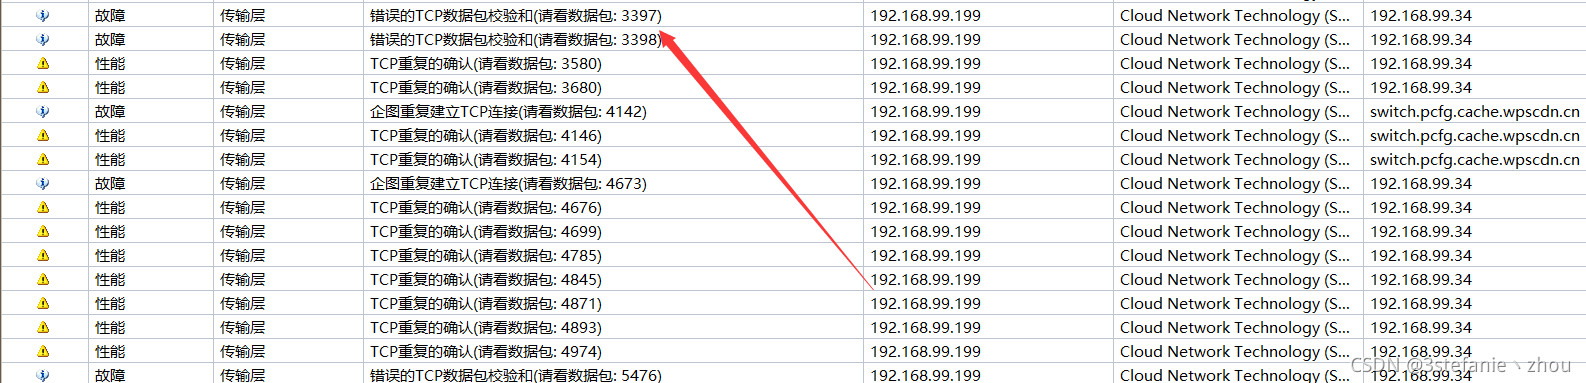 故障 传输层 错误的TCP数据包校验和(请看数据包: 3397) 192.168.99.199 Cloud Network Technology (S... 192.168.99.34
故障 传输层 错误的TCP数据包校验和(请看数据包: 3398) 192.168.99.199 Cloud Network Technology (S... 192.168.99.34
性能 传输层 TCP重复的确认(请看数据包: 3580) 192.168.99.199 Cloud Network Technology (S... 192.168.99.34
性能 传输层 TCP重复的确认(请看数据包: 3680) 192.168.99.199 Cloud Network Technology (S... 192.168.99.34
故障 传输层 企图重复建立TCP连接(请看数据包: 4142) 192.168.99.199 Cloud Network Technology (S... switch.pcfg.cache.wpscdn.cn
性能 传输层 TCP重复的确认(请看数据包: 4146) 192.168.99.199 Cloud Network Technology (S... switch.pcfg.cache.wpscdn.cn
性能 传输层 TCP重复的确认(请看数据包: 4154) 192.168.99.199 Cloud Network Technology (S... switch.pcfg.cache.wpscdn.cn
故障 传输层 企图重复建立TCP连接(请看数据包: 4673) 192.168.99.199 Cloud Network Technology (S... 192.168.99.34
性能 传输层 TCP重复的确认(请看数据包: 4676) 192.168.99.199 Cloud Network Technology (S... 192.168.99.34
性能 传输层 TCP重复的确认(请看数据包: 4699) 192.168.99.199 Cloud Network Technology (S... 192.168.99.34
性能 传输层 TCP重复的确认(请看数据包: 4785) 192.168.99.199 Cloud Network Technology (S... 192.168.99.34
性能 传输层 TCP重复的确认(请看数据包: 4845) 192.168.99.199 Cloud Network Technology (S... 192.168.99.34
性能 传输层 TCP重复的确认(请看数据包: 4871) 192.168.99.199 Cloud Network Technology (S... 192.168.99.34
性能 传输层 TCP重复的确认(请看数据包: 4893) 192.168.99.199 Cloud Network Technology (S... 192.168.99.34
性能 传输层 TCP重复的确认(请看数据包: 4974) 192.168.99.199 Cloud Network Technology (S... 192.168.99.34
故障 传输层 错误的TCP数据包校验和(请看数据包: 5476) 192.168.99.199 Cloud Network Technology (S... 192.168.99.34
CSDN @3stefanie丶zhou